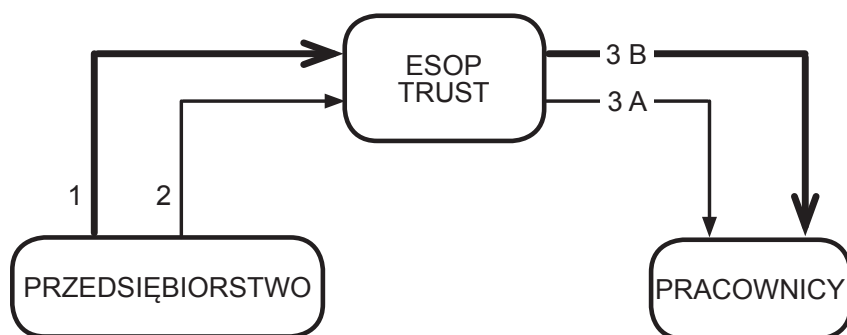 ESOP
TRUST
3 B
3 A
1
2
PRZEDSIĘBIORSTWO
PRACOWNICY